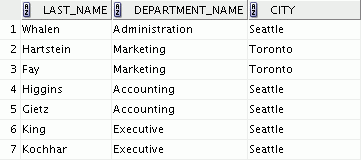 LAST_NAME DEPARTMENT_NAME CITY
1 Whalen Administration Seattle
2 Hartstein Marketing Toronto
3 Fay Marketing Toronto
4 Higgins Accounting Seattle
5 Gietz Accounting Seattle
6 King Executive Seattle
7 Kochhar Executive Seattle